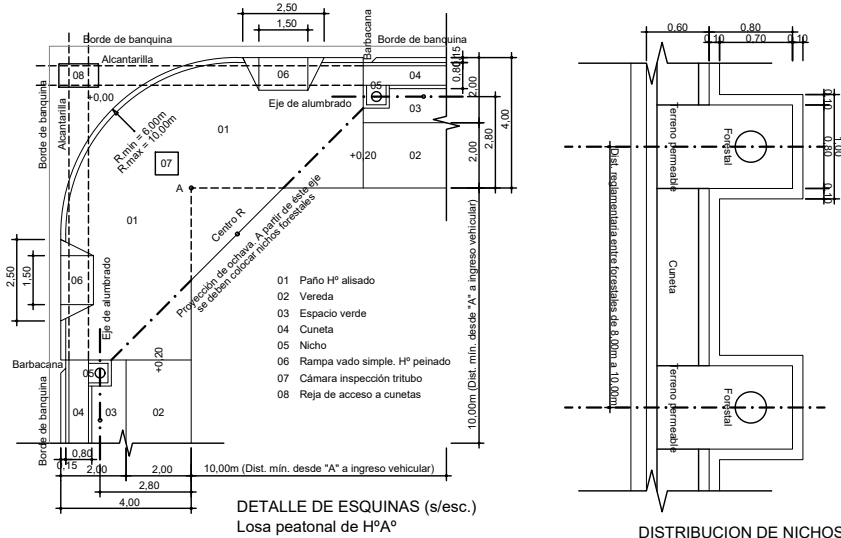 2,50
1,50
Borde de banquina
Barbacana
Borde de banquina
Alcantarilla
08
06
05
04
03
02
0,15
0,80
2,00
2,00
2,80
4,00
+0,00
Eje de alumbrado
Borde de banquina
Alcantarilla
R.min = 6,00m
R.max = 10,00m
01
07
+0,20
A
01
Centro R
Proyección de ochava. A partir de éste eje
se deben colocar nichos forestales
2,50
1,50
06
Eje de alumbrado
01 Paño Hº alisado
02 Vereda
03 Espacio verde
04 Cuneta
05 Nicho
06 Rampa vado simple. Hº peinado
07 Cámara inspección tritubo
08 Reja de acceso a cunetas
10,00m (Dist. mín. desde "A" a ingreso vehicular)
Barbacana
05
+0,20
04
03
02
Borde de banquina
0,80
0,15
2,00
2,00
10,00m (Dist. mín. desde "A" a ingreso vehicular)
2,80
4,00
DETALLE DE ESQUINAS (s/esc.)
Losa peatonal de HºAº
0,60
0,80
0,10
0,70
0,10
Terreno permeable
Forestal
0,10
0,80
0,10
1,00
Dist. reglamentaria entre forestales de 8,00m a 10,00m
Cuneta
Terreno permeable
Forestal
DISTRIBUCION DE NICHOS